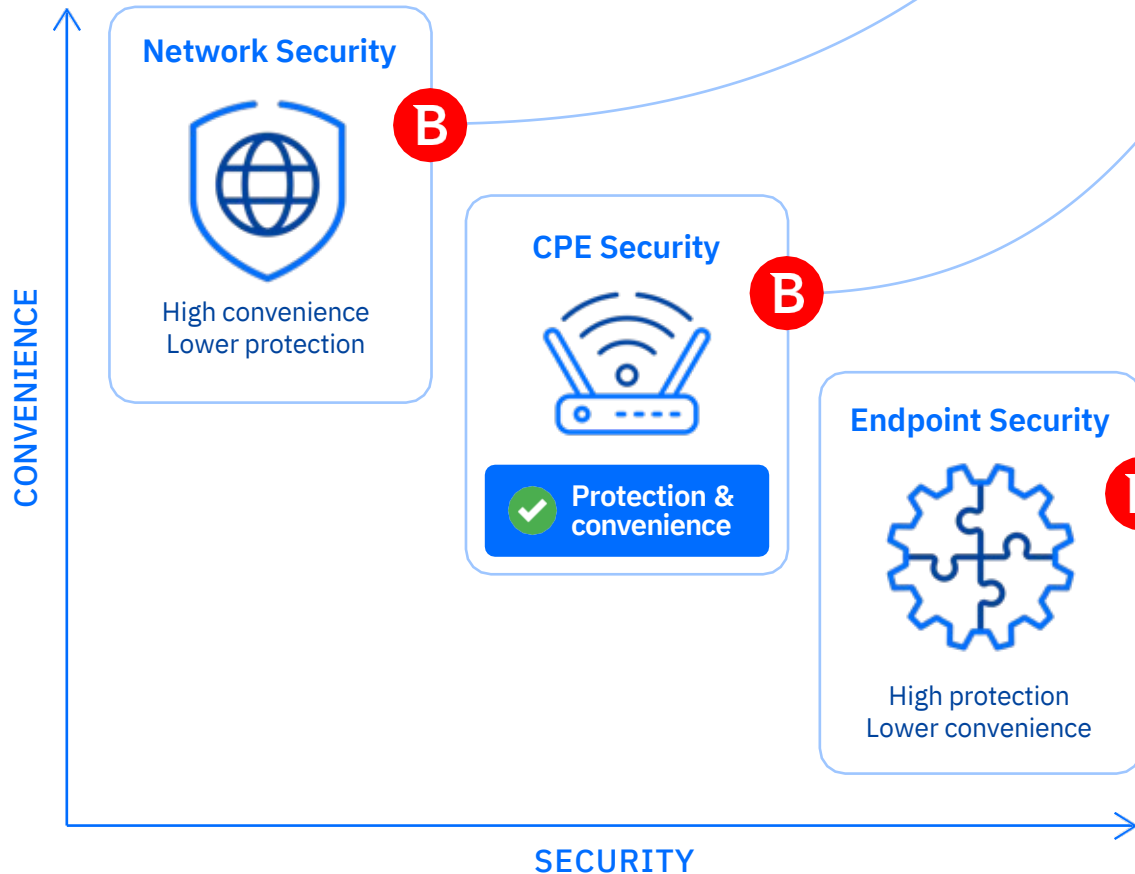 Network Security
B
High convenience
Lower protection
CPE Security
B
Protection &
convenience
Endpoint Security
High protection
Lower convenience
CONVENIENCE
SECURITY